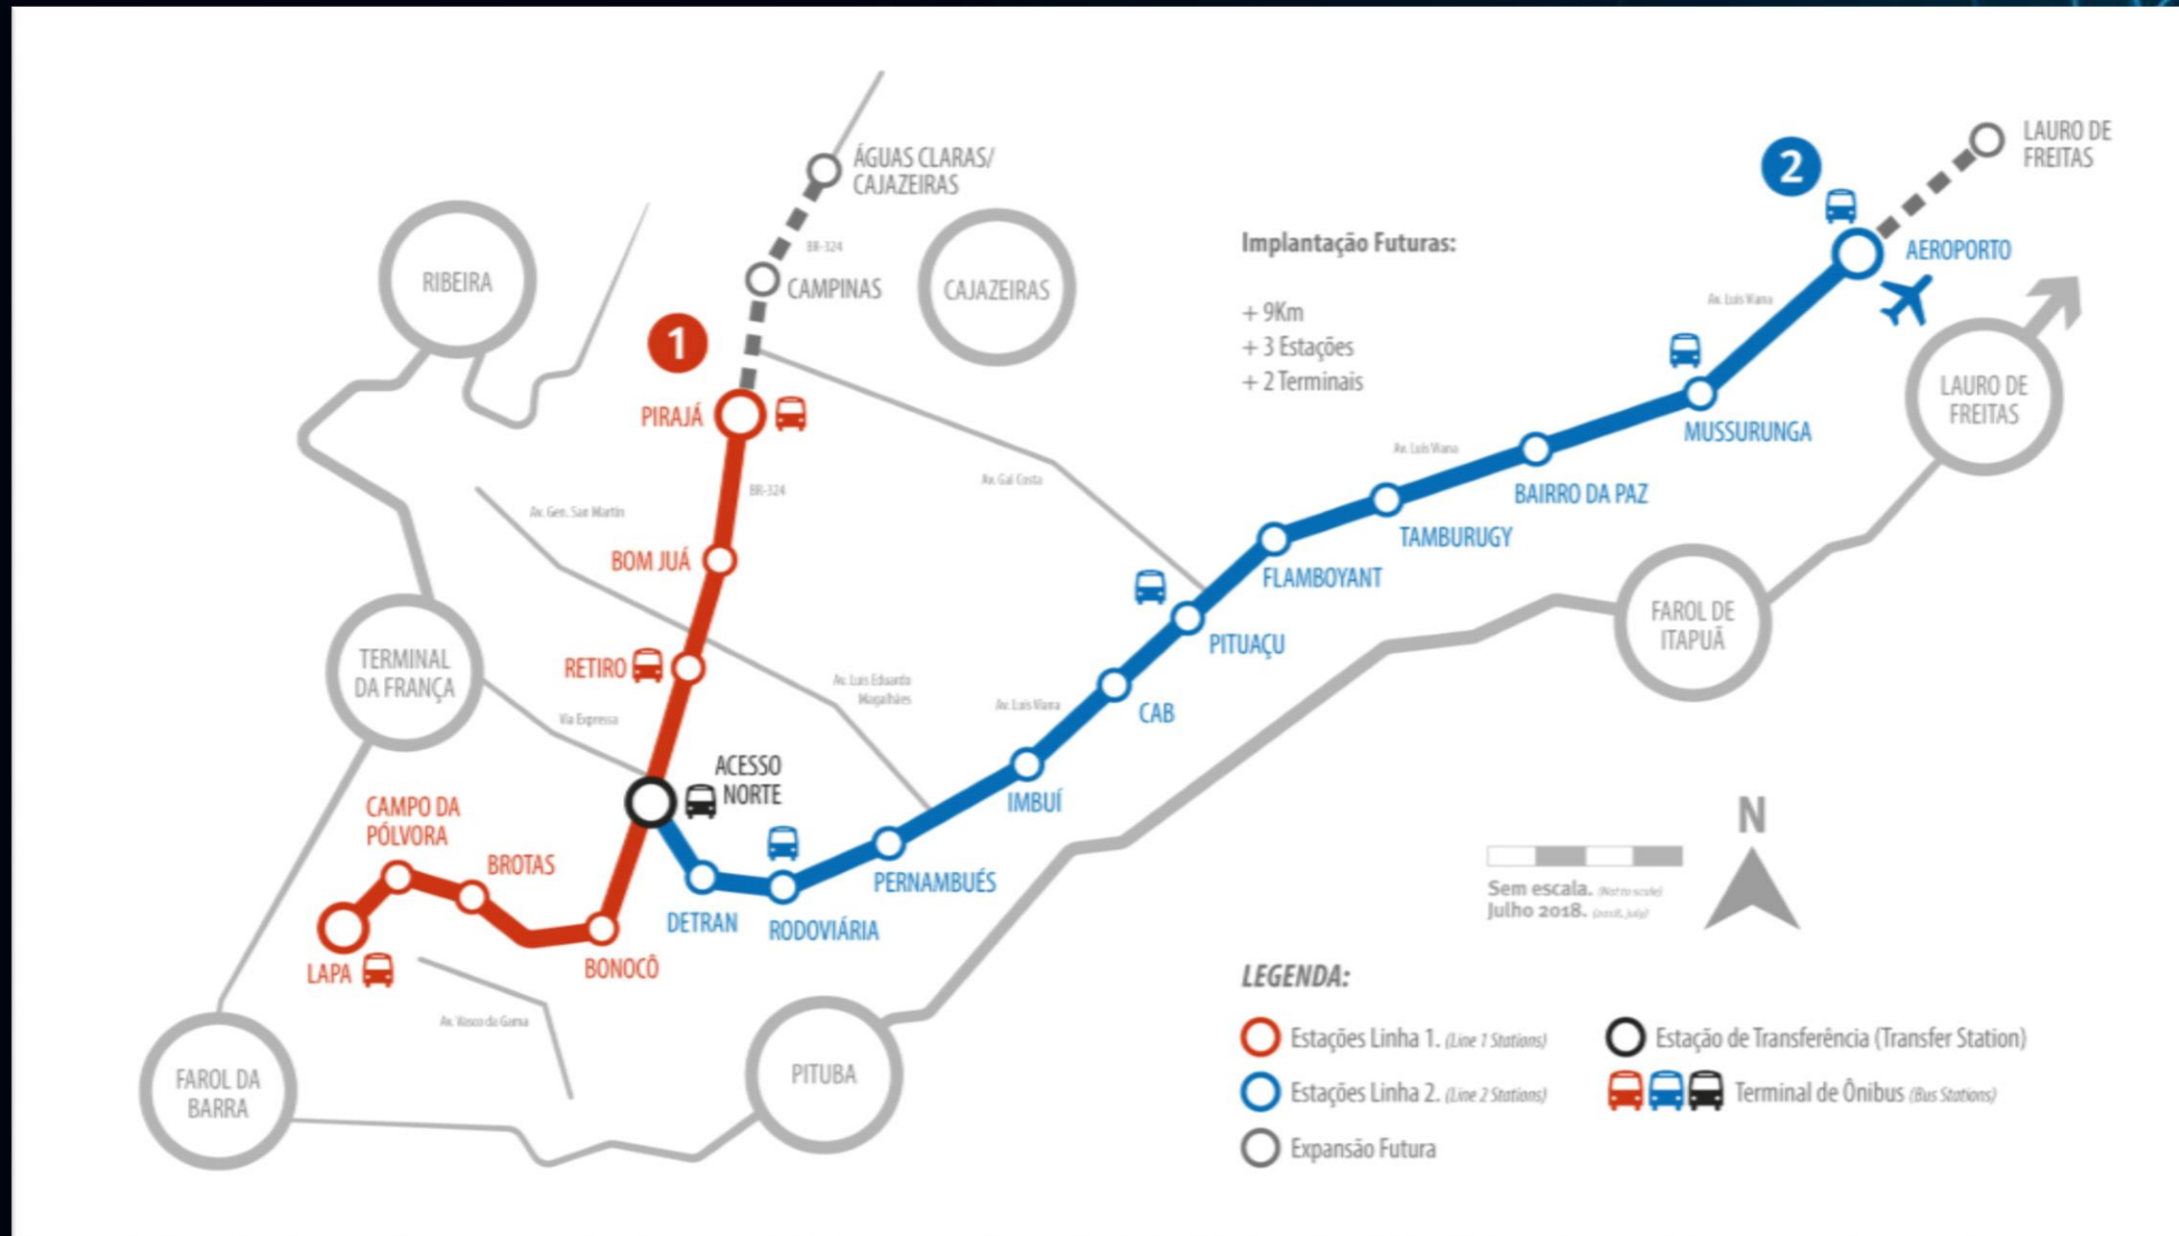 ÁGUAS CLARAS/
CAJAZEIRAS
BR-324
CAMPINAS
RIBEIRA
CAJAZEIRAS
1
PIRAJÁ
BR-324
Av. Gen. San Martin
Av. Gal Costa
BOM JUÁ
RETIRO
TERMINAL
DA FRANÇA
Via Expressa
Av. Luis Eduardo
Magalhães
ACESSO
NORTE
CAMPO DA
PÓLVORA
BROTAS
LAPA
BONOCÔ
Av. Vasco da Gama
FAROL DA
BARRA
PITUBA
DETRAN
RODOVIÁRIA
PERNAMBUÉS
IMBUÍ
Av. Luis Viana
CAB
PITUAÇU
FLAMBOYANT
TAMBURUGY
Av. Luis Viana
BAIRRO DA PAZ
MUSSURUNGA
Av. Luis Viana
2
AEROPORTO
LAURO DE
FREITAS
LAURO DE
FREITAS
FAROL DE
ITAPUÃ
Implantação Futuras:
+ 9Km
+ 3 Estações
+ 2 Terminais
N
Sem escala. (Not to scale)
Julho 2018. (2018, july)
LEGENDA:
Estações Linha 1. (Line 1 Stations)
Estações Linha 2. (Line 2 Stations)
Expansão Futura
Estação de Transferência (Transfer Station)
Terminal de Ônibus (Bus Stations)